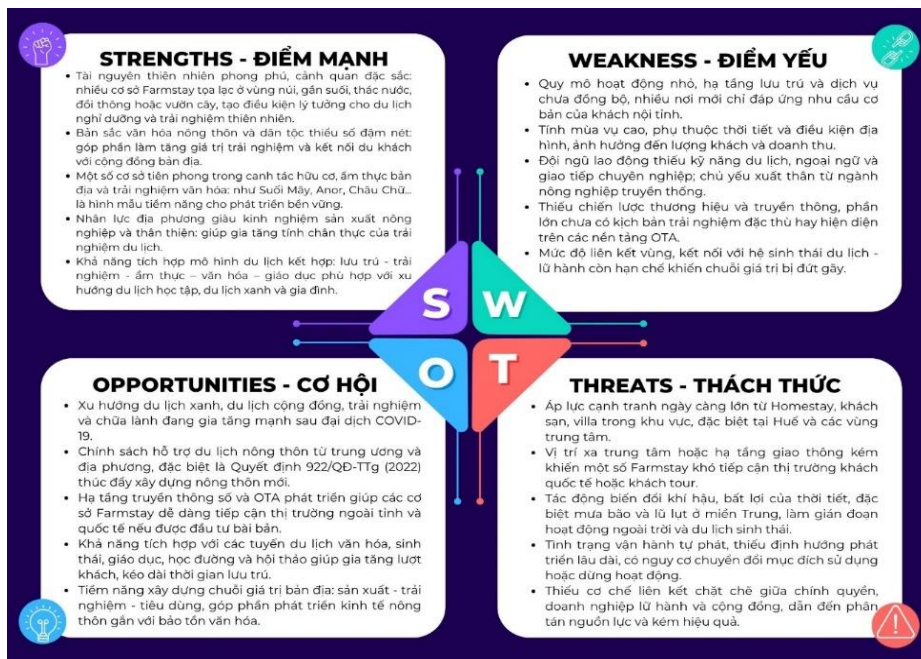 STRENGTHS - ĐIỂM MẠNH
• Tài nguyên thiên nhiên phong phú, cảnh quan đặc sắc:
nhiều cơ sở Farmstay tọa lạc ở vùng núi, gần suối, thác nước,
đồi thông hoặc vườn cây, tạo điều kiện lý tưởng cho du lịch
nghỉ dưỡng và trải nghiệm thiên nhiên.
• Bản sắc văn hóa nông thôn và dân tộc thiểu số đậm nét:
góp phần làm tăng giá trị trải nghiệm và kết nối du khách
với cộng đồng bản địa.
• Một số cơ sở tiên phong trong canh tác hữu cơ, ẩm thực bản
địa và trải nghiệm văn hóa: như Suối Mây, Anor, Châu Chữ...
là hình mẫu tiềm năng cho phát triển bền vững.
• Nhân lực địa phương giàu kinh nghiệm sản xuất nông
nghiệp và thân thiện: giúp gia tăng tính chân thực của trải
nghiệm du lịch.
• Khả năng tích hợp mô hình du lịch kết hợp: lưu trú - trải
nghiệm - ẩm thực – văn hóa – giáo dục phù hợp với xu
hướng du lịch học tập, du lịch xanh và gia đình.
WEAKNESS - ĐIỂM YẾU
• Quy mô hoạt động nhỏ, hạ tầng lưu trú và dịch vụ
chưa đồng bộ, nhiều nơi mới chỉ đáp ứng nhu cầu cơ
bản của khách nội tỉnh.
• Tính mùa vụ cao, phụ thuộc thời tiết và điều kiện địa
hình, ảnh hưởng đến lượng khách và doanh thu.
• Đội ngũ lao động thiếu kỹ năng du lịch, ngoại ngữ và
giao tiếp chuyên nghiệp; chủ yếu xuất thân từ ngành
nông nghiệp truyền thống.
• Thiếu chiến lược thương hiệu và truyền thông, phần
lớn chưa có kịch bản trải nghiệm đặc thù hay hiện diện
trên các nền tảng OTA.
• Mức độ liên kết vùng, kết nối với hệ sinh thái du lịch -
lữ hành còn hạn chế khiến chuỗi giá trị bị đứt gãy.
S W
O T
OPPORTUNITIES - CƠ HỘI
• Xu hướng du lịch xanh, du lịch cộng đồng, trải nghiệm
và chữa lành đang gia tăng mạnh sau đại dịch COVID-
19.
• Chính sách hỗ trợ du lịch nông thôn từ trung ương và
địa phương, đặc biệt là Quyết định 922/QĐ-TTg (2022)
thúc đẩy xây dựng nông thôn mới.
• Hạ tầng truyền thông số và OTA phát triển giúp các cơ
sở Farmstay dễ dàng tiếp cận thị trường ngoài tỉnh và
quốc tế nếu được đầu tư bài bản.
• Khả năng tích hợp với các tuyến du lịch văn hóa, sinh
thái, giáo dục, học đường và hội thảo giúp gia tăng lượt
khách, kéo dài thời gian lưu trú.
• Tiềm năng xây dựng chuỗi giá trị bản địa: sản xuất - trải
nghiệm - tiêu dùng, góp phần phát triển kinh tế nông
thôn gắn với bảo tồn văn hóa.
THREATS - THÁCH THỨC
• Áp lực cạnh tranh ngày càng lớn từ Homestay, khách
sạn, villa trong khu vực, đặc biệt tại Huế và các vùng
trung tâm.
• Vị trí xa trung tâm hoặc hạ tầng giao thông kém
khiến một số Farmstay khó tiếp cận thị trường khách
quốc tế hoặc khách tour.
• Tác động biến đổi khí hậu, bất lợi của thời tiết, đặc
biệt mưa bão và lũ lụt ở miền Trung, làm gián đoạn
hoạt động ngoài trời và du lịch sinh thái.
• Tình trạng vận hành tự phát, thiếu định hướng phát
triển lâu dài, có nguy cơ chuyển đổi mục đích sử dụng
hoặc dừng hoạt động.
• Thiếu cơ chế liên kết chặt chẽ giữa chính quyền,
doanh nghiệp lữ hành và cộng đồng, dẫn đến phân
tán nguồn lực và kém hiệu quả.